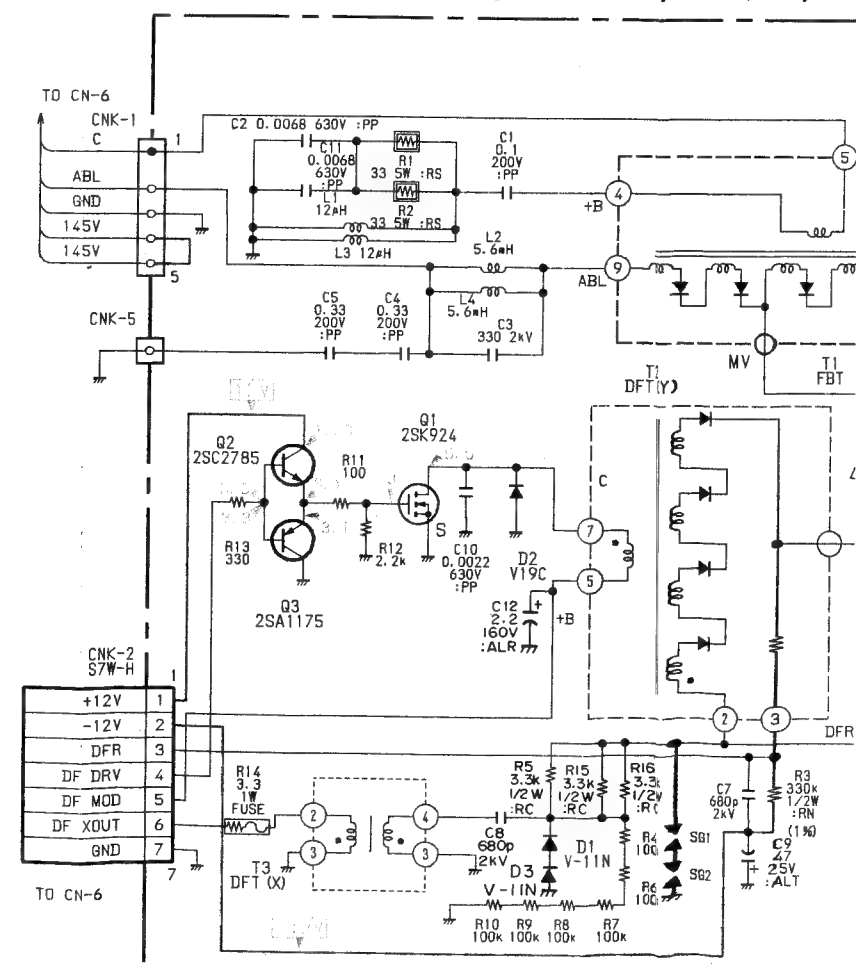 TO CN-6
CNK-1
C
1
ABL
GND
145V
145V
5
C2 0.0068 630V :PP
C11
0.0068
630V
:PP
L1
12μH
R1
33 5W :RS
R2
33 5W :RS
L3 12μH
C1
0.1
200V
:PP
+B
4
5
L2
5.6mH
L4
5.6mH
C3
330 2kV
ABL
9
C5
0.33
200V
:PP
C4
0.33
200V
:PP
CNK-5
MV
T1
FBT
T1
DFT(Y)
Q2
2SC2785
R11
100
Q1
2SK924
S
R13
330
R12
2.2k
Q3
2SA1175
C10
0.0022
630V
:PP
D2
V19C
C
7
5
C12
2.2
160V
:ALR
+
+B
2
3
DFR
CNK-2
S7W-H
1
+12V 1
-12V 2
DFR 3
DF DRV 4
DF MOD 5
DF XOUT 6
GND 7
7
TO CN-6
R14
3.3
1W
FUSE
2
3
4
3
T3
DFT(X)
C8
680p
2kV
R5
3.3k
1/2W
:RC
R15
3.3k
1/2W
:RC
R16
3.3k
1/2W
D1
V-11N
D3
V-11N
R4
100
R6
100
SG1
SG2
C7
680p
2kV
R3
330k
1/2W
:RN
(1%)
C9
47
25V
:ALT
+
R10
100k
R9
100k
R8
100k
R7
100k